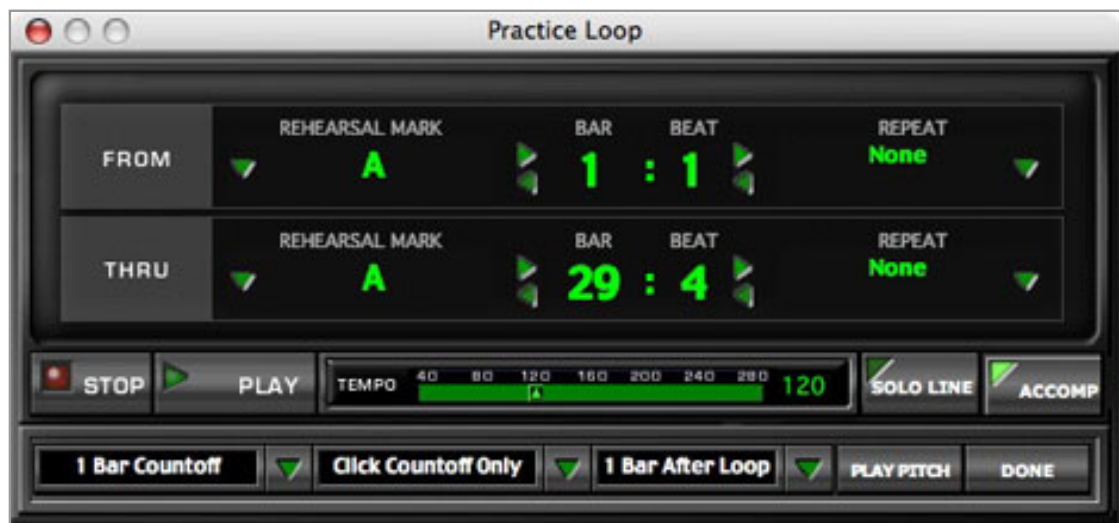 Practice Loop
REHEARSAL MARK BAR BEAT REPEAT
FROM A 1 : 1 None
REHEARSAL MARK BAR BEAT REPEAT
THRU A 29 : 4 None
STOP PLAY TEMPO 40 80 120 160 200 240 280 120 SOLO LINE ACCOMP
1 Bar Countoff Click Countoff Only 1 Bar After Loop PLAY PITCH DONE